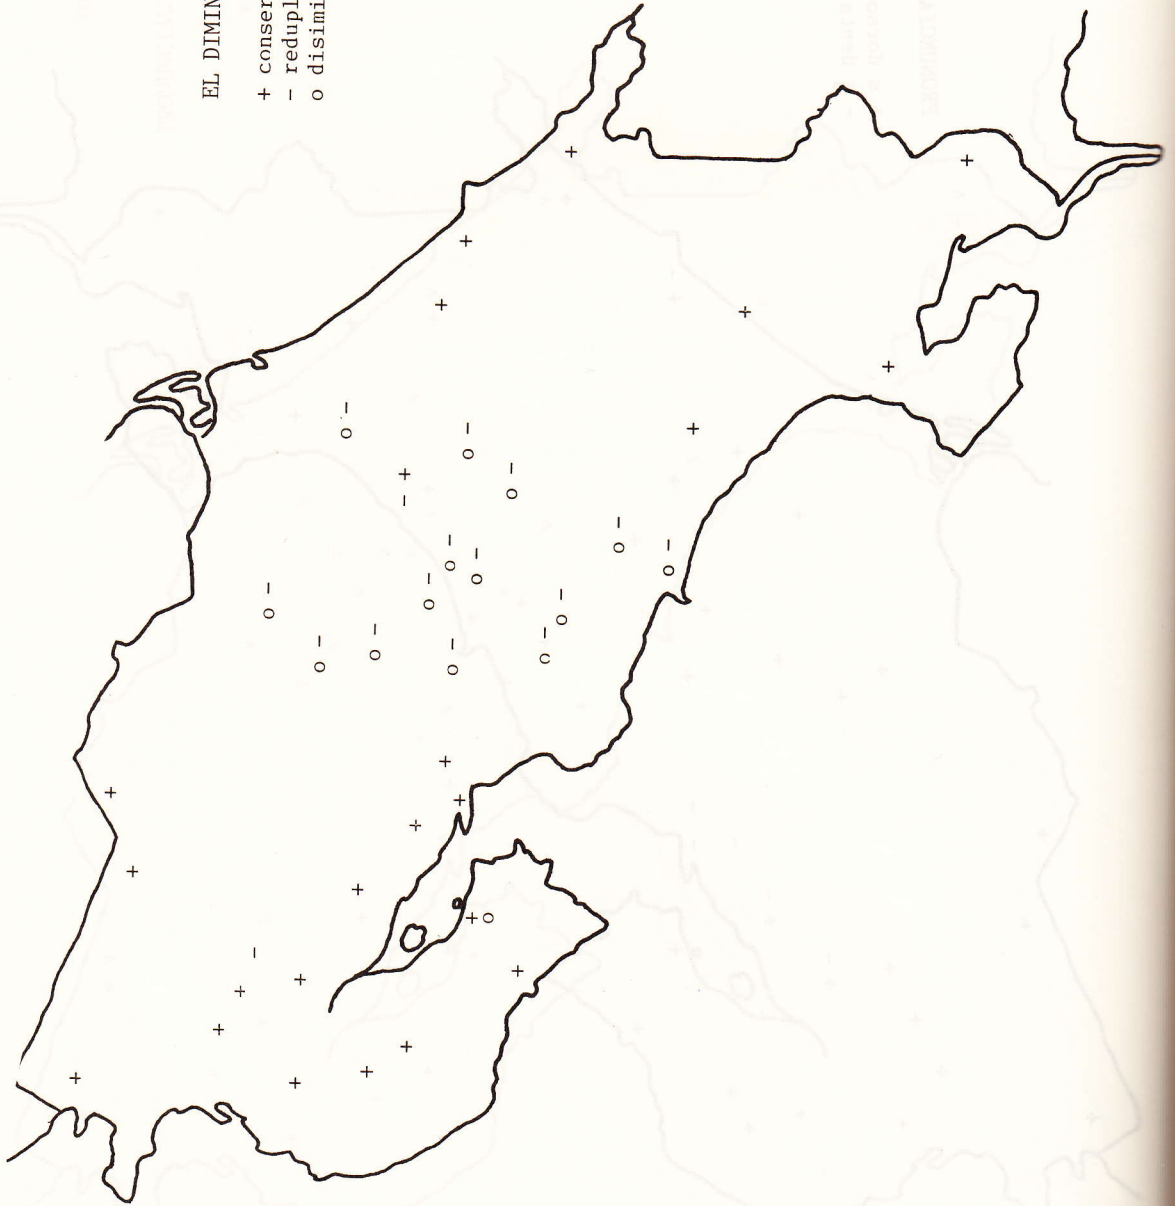 EL DIMIN
+ conser
- redupl
o disimi